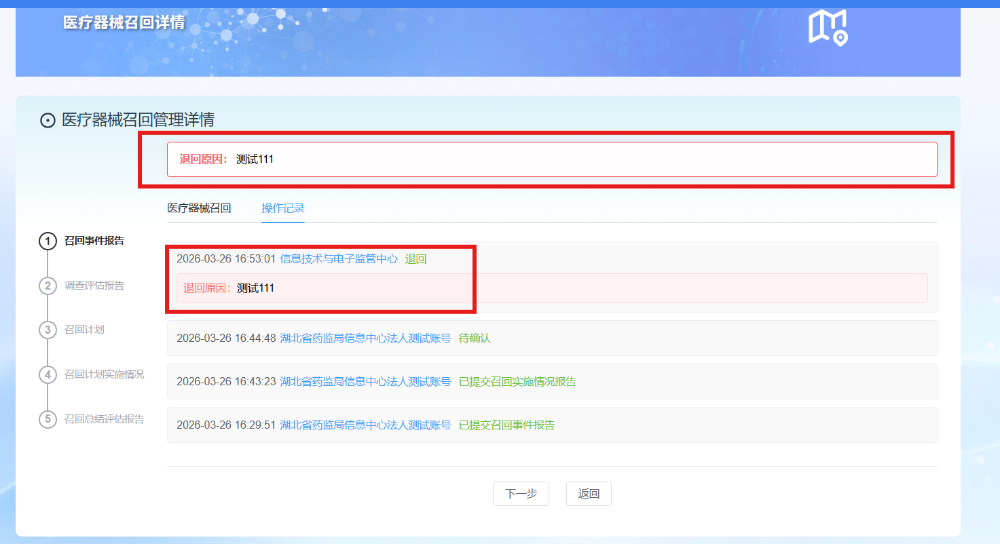 医疗器械召回详情
医疗器械召回管理详情
退回原因： 测试111
医疗器械召回 操作记录
1 召回事件报告
2 调查评估报告
3 召回计划
4 召回计划实施情况
5 召回总结评估报告
2026-03-26 16:53:01 信息技术与电子监管中心 退回
退回原因： 测试111
2026-03-26 16:44:48 湖北省药监局信息中心法人测试账号 待确认
2026-03-26 16:43:23 湖北省药监局信息中心法人测试账号 已提交召回实施情况报告
2026-03-26 16:29:51 湖北省药监局信息中心法人测试账号 已提交召回事件报告
下一步 返回